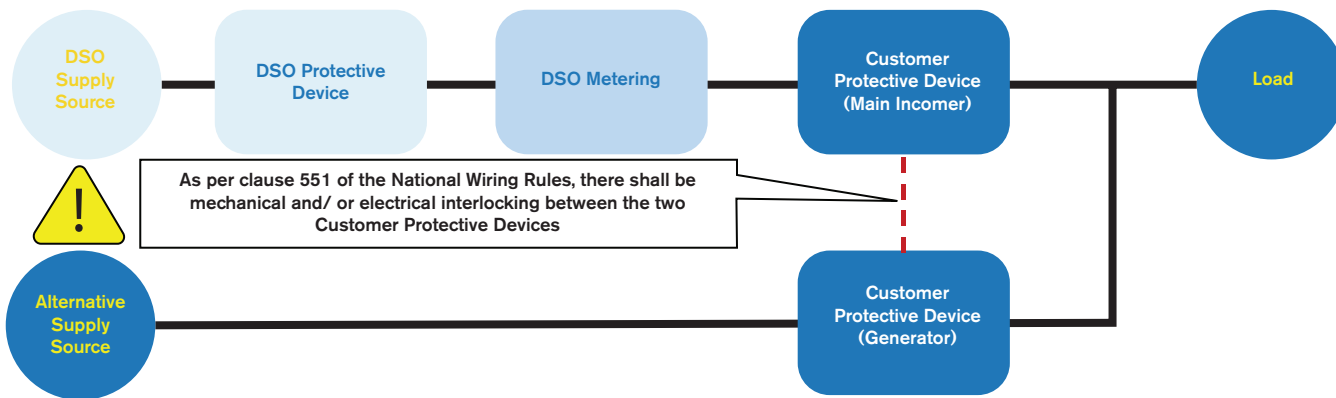 DSO
Supply
Source
DSO Protective
Device
DSO Metering
Customer
Protective Device
(Main Incomer)
Load
!
As per clause 551 of the National Wiring Rules, there shall be
mechanical and/ or electrical interlocking between the two
Customer Protective Devices
Alternative
Supply
Source
Customer
Protective Device
(Generator)